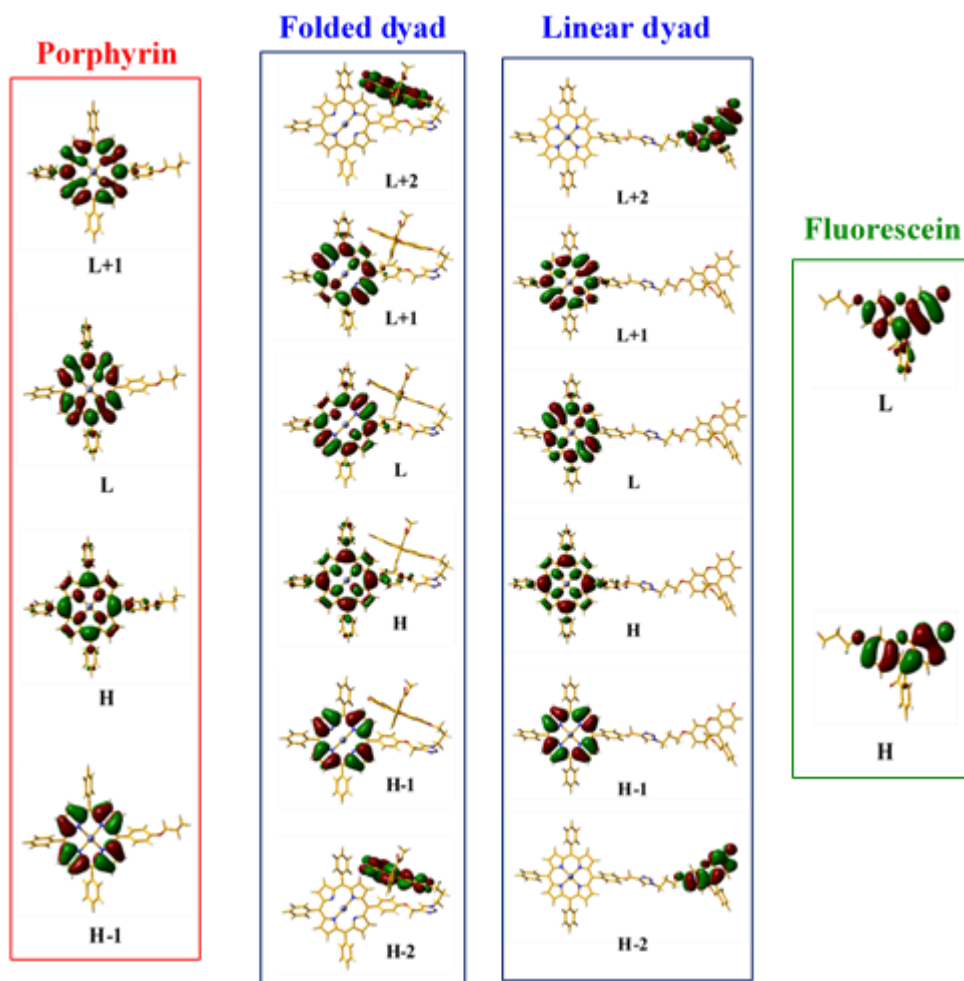 Porphyrin
L+1
L
H
H-1
Folded dyad
L+2
L+1
L
H
H-1
H-2
Linear dyad
L+2
L+1
L
H
H-1
H-2
Fluorescein
L
H